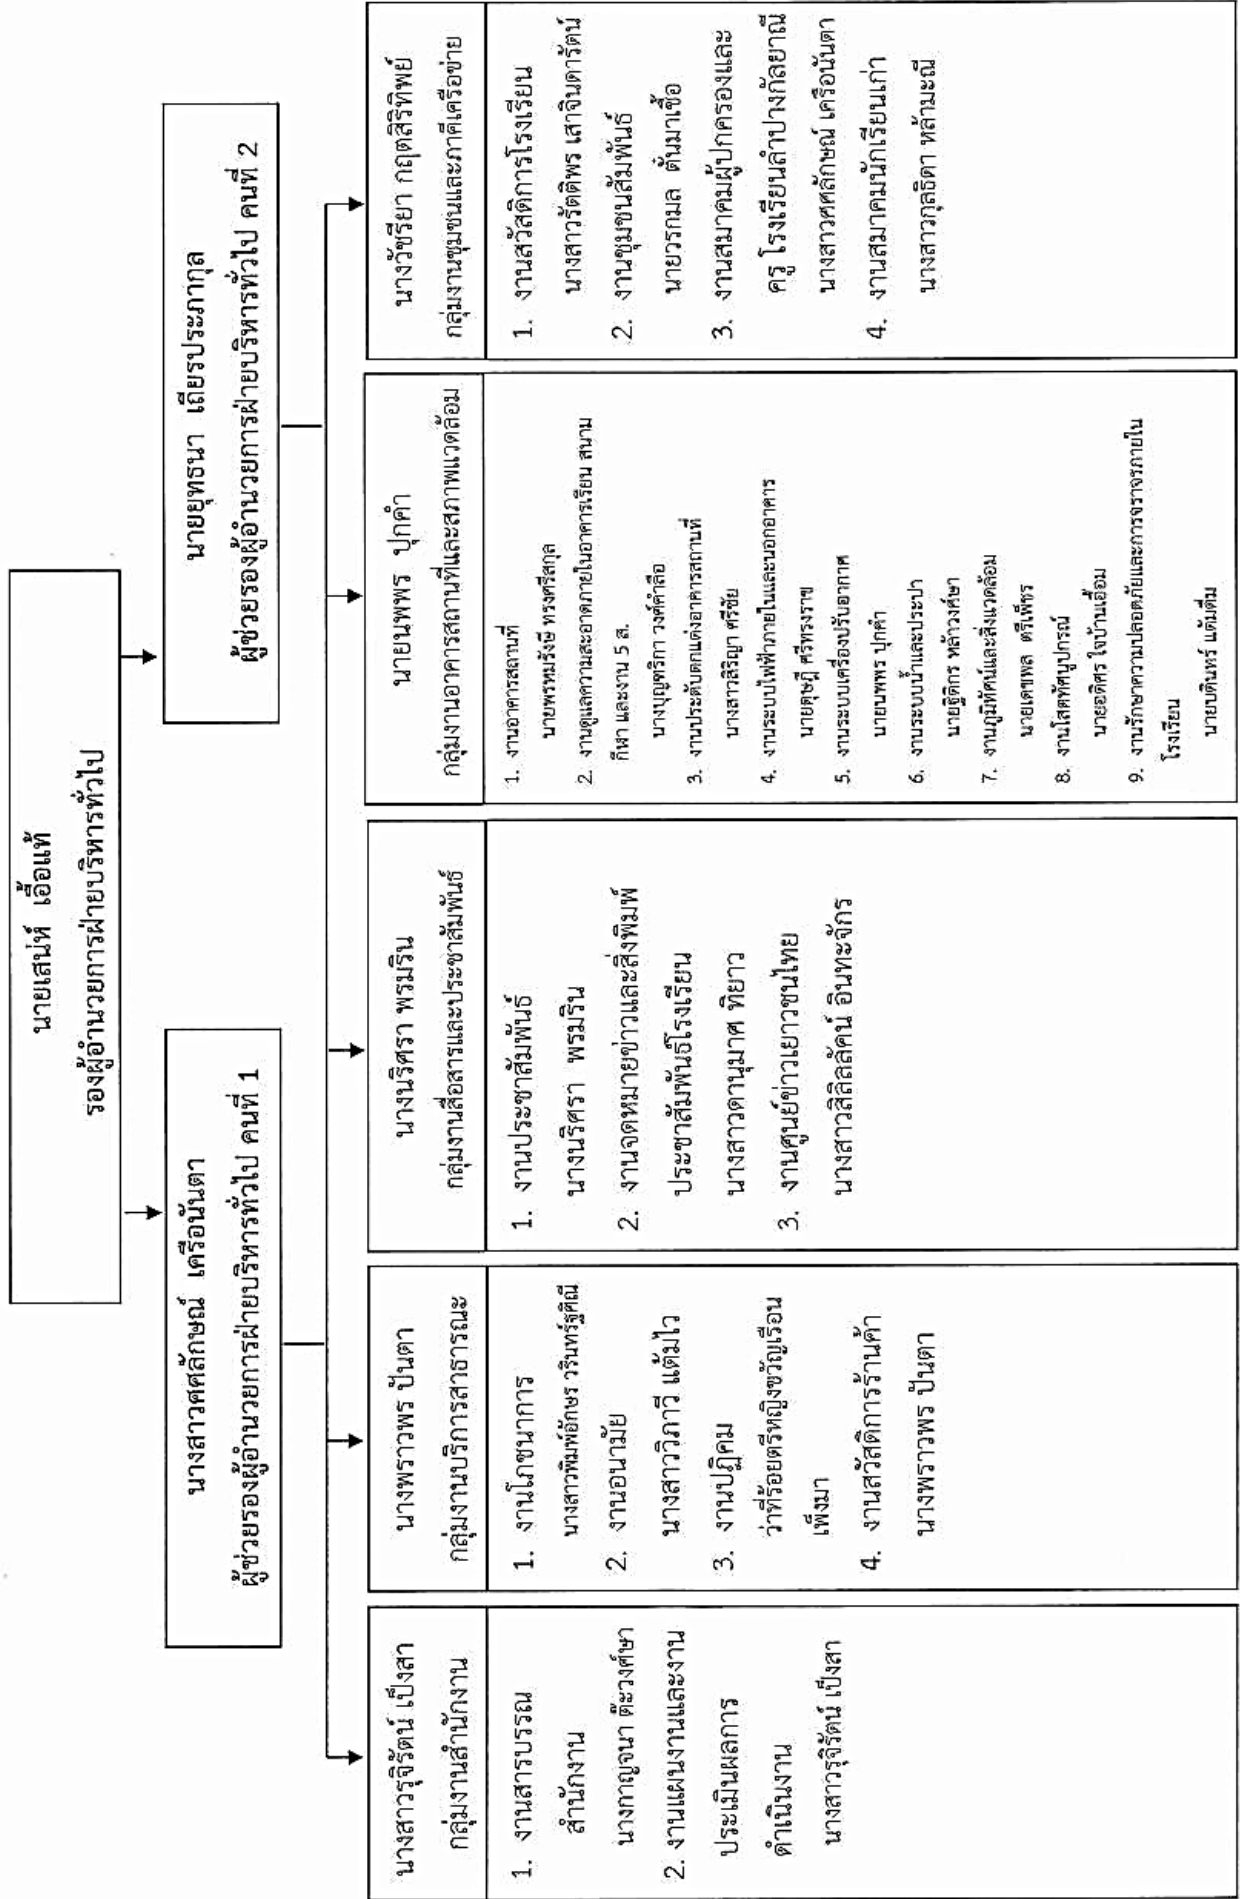 นายเสน่ห์ เอื้อแท้
รองผู้อำนวยการฝ่ายบริหารทั่วไป
นางสาวศศลักษณ์ เครือนันตา
ผู้ช่วยรองผู้อำนวยการฝ่ายบริหารทั่วไป คนที่ 1
นายยุทธนา เถียรประภากุล
ผู้ช่วยรองผู้อำนวยการฝ่ายบริหารทั่วไป คนที่ 2
นางสาวรุจิรัตน์ เป็งสา
กลุ่มงานสำนักงาน
1. งานสารบรรณ
สำนักงาน
นางกาญจนา ต๊ะวงศ์ษา
2. งานแผนงานและงาน
ประเมินผลการ
ดำเนินงาน
นางสาวรุจิรัตน์ เป็งสา
นางพราวพร ปันตา
กลุ่มงานบริการสาธารณะ
1. งานโภชนาการ
นางสาวพิมพ์อักษร วรินทร์ฐศิณี
2. งานอนามัย
นางสาววิภาวี แต้มไว
3. งานปฏิคม
ว่าที่ร้อยตรีหญิงขวัญเรือน
เพ็งมา
4. งานสวัสดิการร้านค้า
นางพราวพร ปันตา
นางนริศรา พรมริน
กลุ่มงานสื่อสารและประชาสัมพันธ์
1. งานประชาสัมพันธ์
นางนริศรา พรมริน
2. งานจดหมายข่าวและสิ่งพิมพ์
ประชาสัมพันธ์โรงเรียน
นางสาวดานุมาศ ทิยาว
3. งานศูนย์ข่าวเยาวชนไทย
นางสาวสิลิลลัคน์ อินทะจักร
นายนพพร ปุกคำ
กลุ่มงานอาคารสถานที่และสภาพแวดล้อม
1. งานอาคารสถานที่
นายพรหมรังษี ทรงศรีสกุล
2. งานดูแลความสะอาดภายในอาคารเรียน สนาม
กีฬา และงาน 5 ส.
นางบุญฑริกา วงศ์คำลือ
3. งานประดับตกแต่งอาคารสถานที่
นางสาวสิริญา ศรีชัย
4. งานระบบไฟฟ้าภายในและนอกอาคาร
นายดุษฎี ศรีทรงราช
5. งานระบบเครื่องปรับอากาศ
นายนพพร ปุกคำ
6. งานระบบน้ำและประปา
นายฐิติกร หล้าวงศ์ษา
7. งานภูมิทัศน์และสิ่งแวดล้อม
นายเดชพล ตรีเพ็ชร
8. งานโสตทัศนูปกรณ์
นายอดิศร ใจบ้านเอื้อม
9. งานรักษาความปลอดภัยและการจราจรภายใน
โรงเรียน
นายบดินทร์ แต้มดื่ม
นางวัชรียา กฤตสิริทิพย์
กลุ่มงานชุมชนและภาคีเครือข่าย
1. งานสวัสดิการโรงเรียน
นางสาวรัตติพร เสาจินดารัตน์
2. งานชุมชนสัมพันธ์
นายวรกมล ตั๋นมาเชื้อ
3. งานสมาคมผู้ปกครองและ
ครู โรงเรียนลำปางกัลยาณี
นางสาวศศลักษณ์ เครือนันตา
4. งานสมาคมนักเรียนเก่า
นางสาวกุลธิดา หล้ามะณี